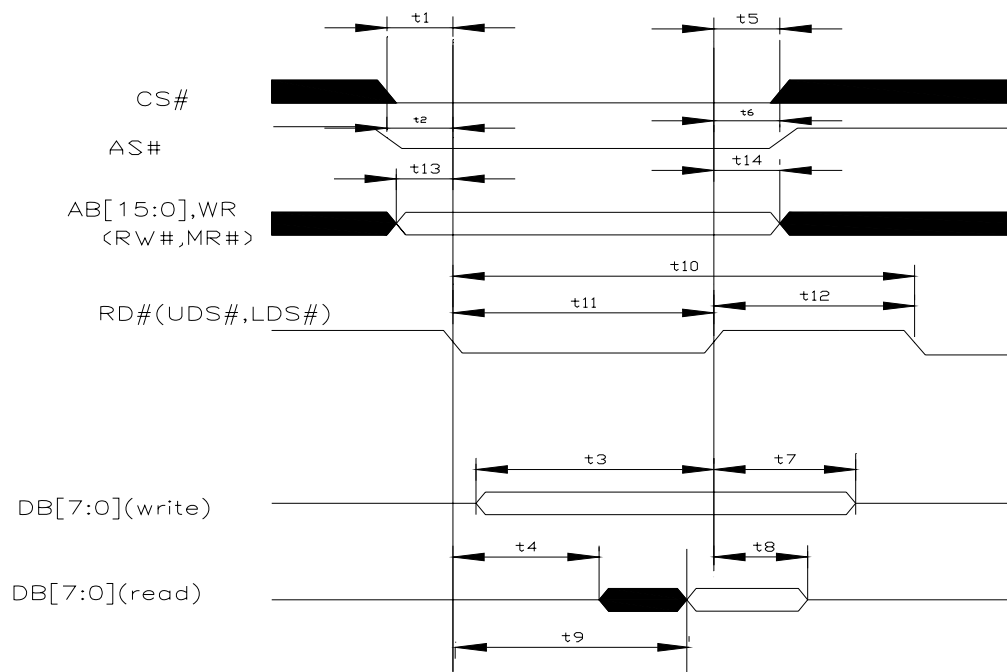 t1
t5
CS#
t2
t6
AS#
t13
t14
AB[15:0],WR
(RW#,MR#)
t10
t11
t12
RD#(UDS#,LDS#)
t3
t7
DB[7:0](write)
t4
t8
DB[7:0](read)
t9